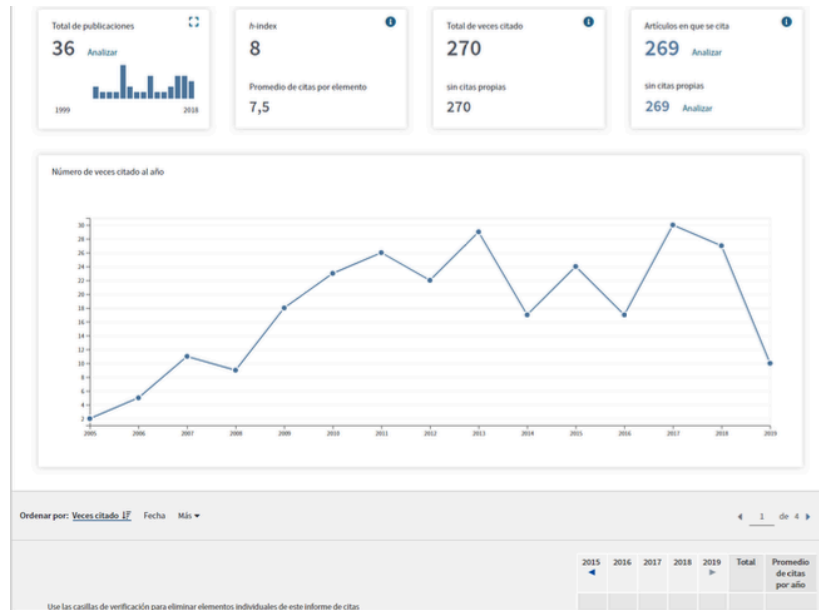 Total de publicaciones
36 Analizar
1999 2018
h-index
8
Promedio de citas por elemento
7,5
Total de veces citado
270
sin citas propias
270
Artículos en que se cita
269 Analizar
sin citas propias
269 Analizar
Número de veces citado al año
30
28
26
24
22
20
18
16
14
12
10
8
6
4
2
2005 2006 2007 2008 2009 2010 2011 2012 2013 2014 2015 2016 2017 2018 2019
Ordenar por: Veces citado Fecha Más
1 de 4
2015 2016 2017 2018 2019 Total Promedio
de citas
por año
Use las casillas de verificación para eliminar elementos individuales de este informe de citas